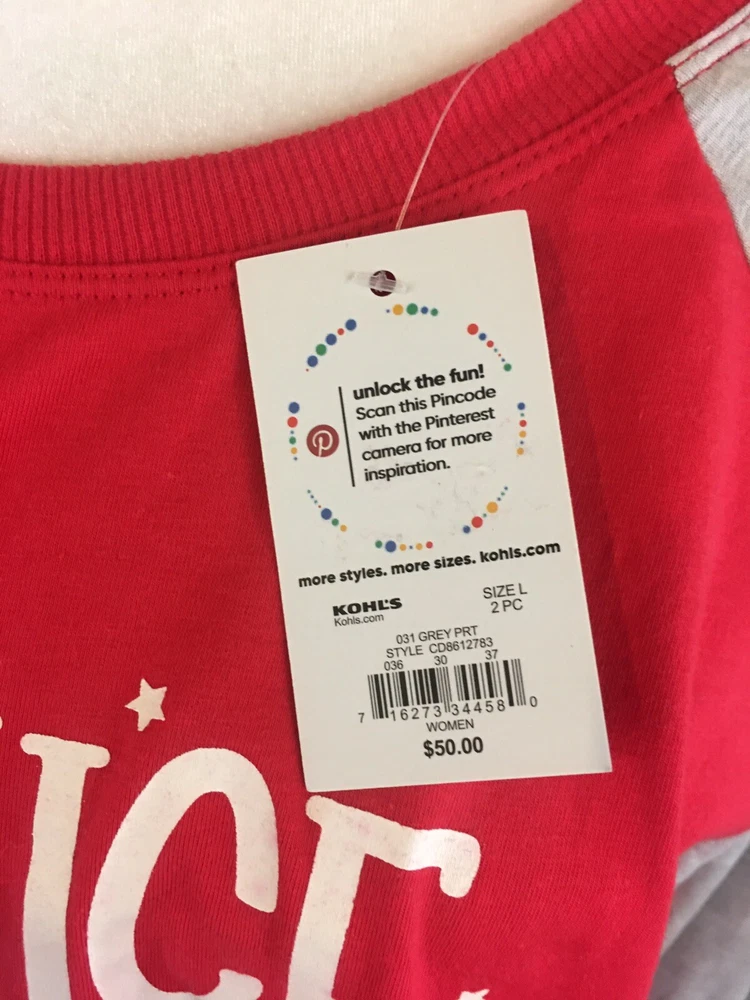 unlock the fun!
Scan this Pincode
with the Pinterest
camera for more
inspiration.
more styles. more sizes. kohls.com
KOHL'S
Kohls.com
SIZE L
2 PC
031 GREY PRT
STYLE CD8612783
036 30 37
7 16273 34458 0
WOMEN
$50.00
ICE